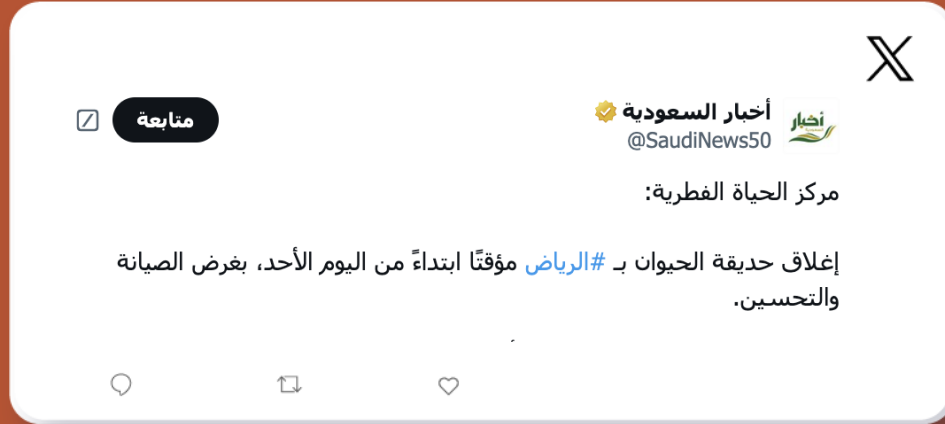 أخبار
أخبار السعودية
@SaudiNews50
متابعة
مركز الحياة الفطرية:
إغلاق حديقة الحيوان بـ #الرياض مؤقتًا ابتداءً من اليوم الأحد، بغرض الصيانة
والتحسين.